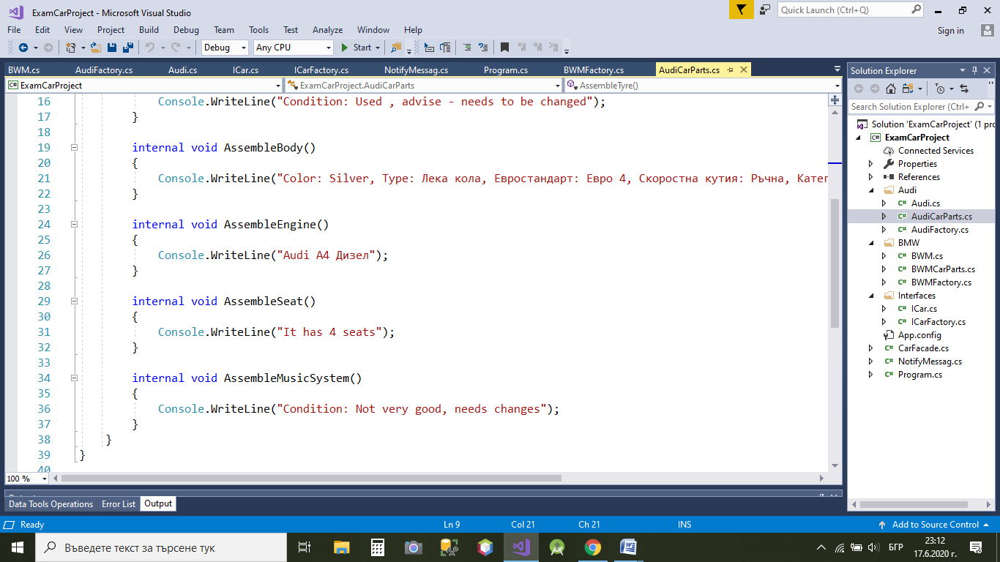 ExamCarProject - Microsoft Visual Studio
Quick Launch (Ctrl+Q)
File Edit View Project Build Debug Team Tools Test Analyze Window Help
Sign in
Debug Any CPU Start
BWM.cs AudiFactory.cs Audi.cs ICar.cs ICarFactory.cs NotifyMessag.cs Program.cs BWMFactory.cs AudiCarParts.cs
ExamCarProject ExamCarProject.AudiCarParts AssembleTyre()
16 Console.WriteLine("Condition: Used , advise - needs to be changed");
17 }
18
19 internal void AssembleBody()
20 {
21 Console.WriteLine("Color: Silver, Type: Лека кола, Евростандарт: Евро 4, Скоростна кутия: Ръчна, Катег
22 }
23
24 internal void AssembleEngine()
25 {
26 Console.WriteLine("Audi A4 Дизел");
27 }
28
29 internal void AssembleSeat()
30 {
31 Console.WriteLine("It has 4 seats");
32 }
33
34 internal void AssembleMusicSystem()
35 {
36 Console.WriteLine("Condition: Not very good, needs changes");
37 }
38 }
39 }
40
100 %
Data Tools Operations Error List Output
Solution Explorer
Search Solution Explorer (Ctrl+
Solution 'ExamCarProject' (1 pro
C# ExamCarProject
Connected Services
Properties
References
Audi
C# Audi.cs
C# AudiCarParts.cs
C# AudiFactory.cs
BMW
C# BWM.cs
C# BWMCarParts.cs
C# BWMFactory.cs
Interfaces
C# ICar.cs
C# ICarFactory.cs
App.config
C# CarFacade.cs
C# NotifyMessag.cs
C# Program.cs
Ready Ln 9 Col 21 Ch 21 INS Add to Source Control
Въведете текст за търсене тук
БГР
23:12
17.6.2020 г.